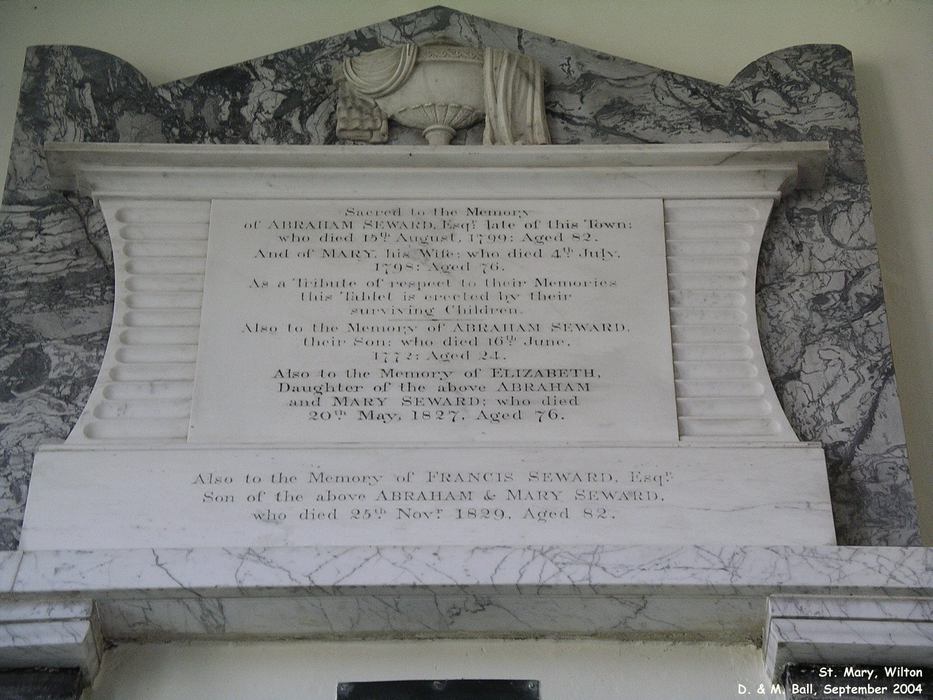 Sacred to the Memory
of ABRAHAM SEWARD, Esqr. late of this Town:
who died 15th August, 1799: Aged 82.
And of MARY, his Wife: who died 4th July,
1798: Aged 76.
As a Tribute of respect to their Memories
this Tablet is erected by their
surviving Children.
Also to the Memory of ABRAHAM SEWARD,
their Son: who died 16th June,
1772: Aged 24.
Also to the Memory of ELIZABETH,
Daughter of the above ABRAHAM
and MARY SEWARD; who died
20th May, 1827, Aged 76.
Also to the Memory of FRANCIS SEWARD, Esqr.
Son of the above ABRAHAM & MARY SEWARD,
who died 25th Novr. 1829, Aged 82.
St. Mary, Wilton
D. & M. Ball, September 2004